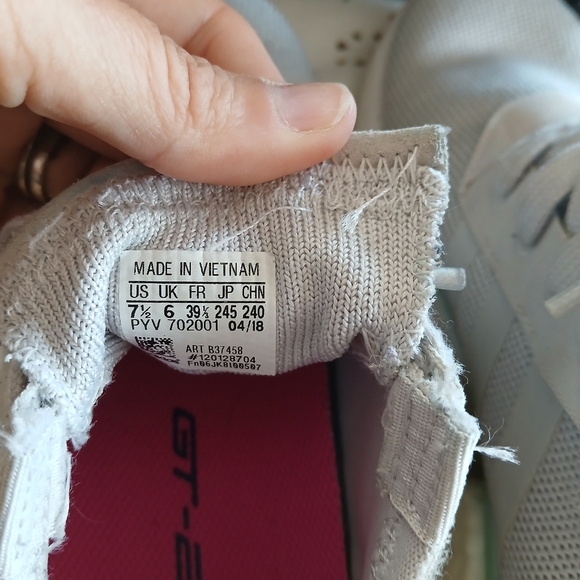 MADE IN VIETNAM
US UK FR JP CHN
7½ 6 39⅓ 245 240
PYV 702001 04/18
ART B37458
#120128704
Fn06JK8100507
GT-2